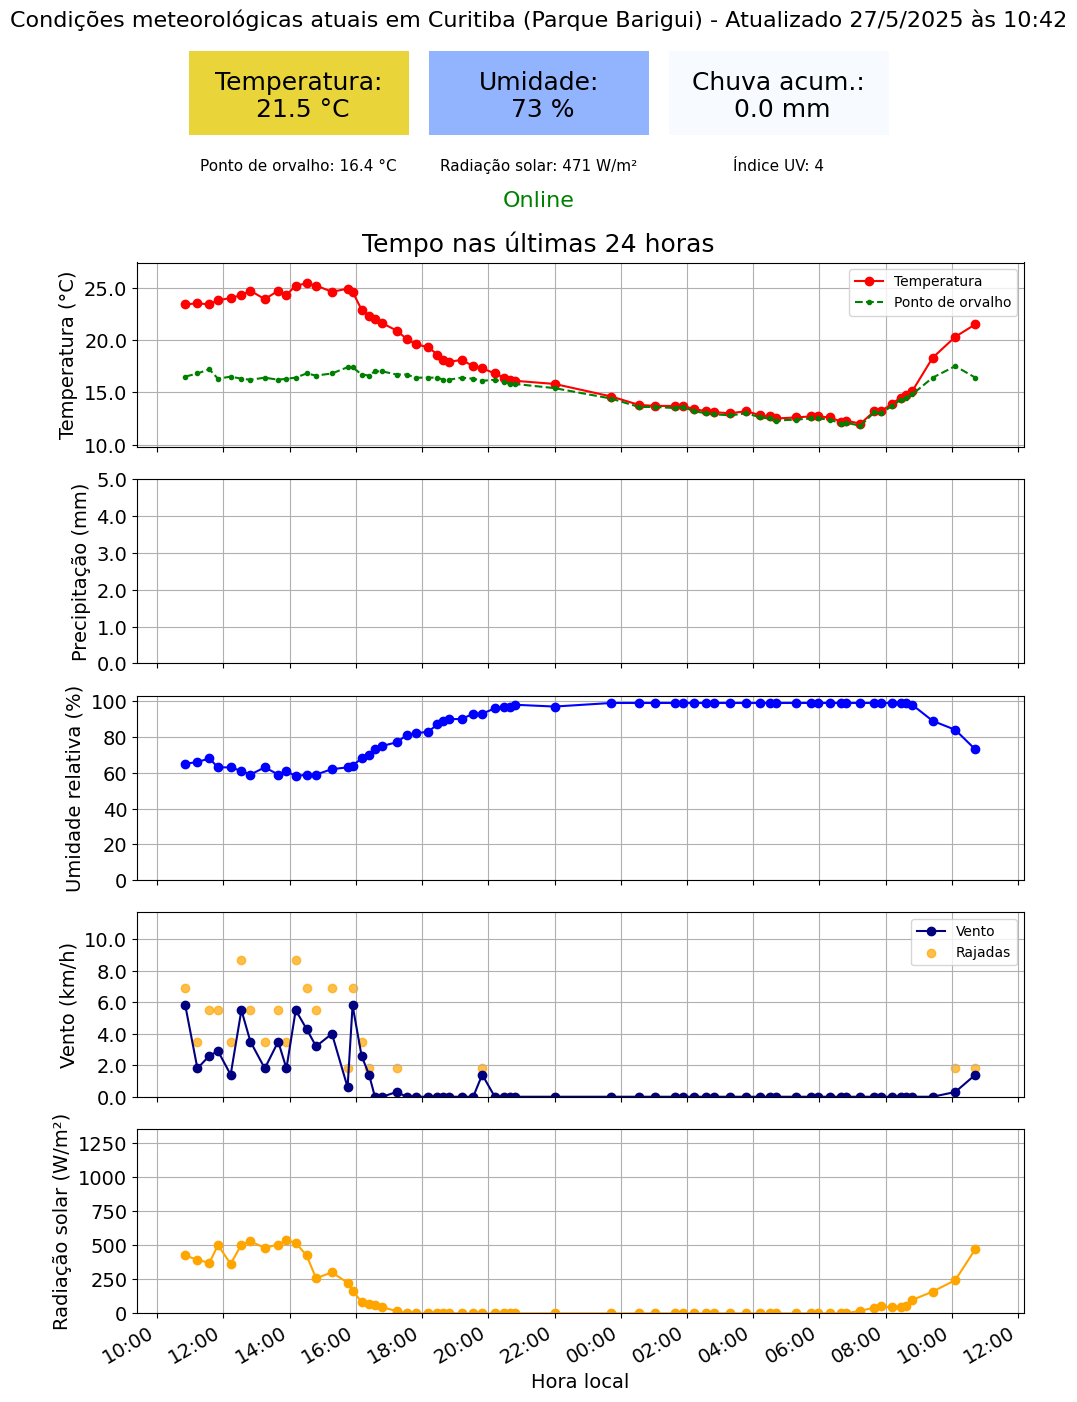 Condições meteorológicas atuais em Curitiba (Parque Barigui) - Atualizado 27/5/2025 às 10:42
Temperatura:
21.5 °C
Umidade:
73 %
Chuva acum.:
0.0 mm
Ponto de orvalho: 16.4 °C
Radiação solar: 471 W/m²
Índice UV: 4
Online
Tempo nas últimas 24 horas
Temperatura (°C)
25.0
20.0
15.0
10.0
Temperatura
Ponto de orvalho
Precipitação (mm)
5.0
4.0
3.0
2.0
1.0
0.0
Umidade relativa (%)
100
80
60
40
20
0
Vento (km/h)
10.0
8.0
6.0
4.0
2.0
0.0
Vento
Rajadas
Radiação solar (W/m²)
1250
1000
750
500
250
0
10:00
12:00
14:00
16:00
18:00
20:00
22:00
00:00
02:00
04:00
06:00
08:00
10:00
12:00
Hora local